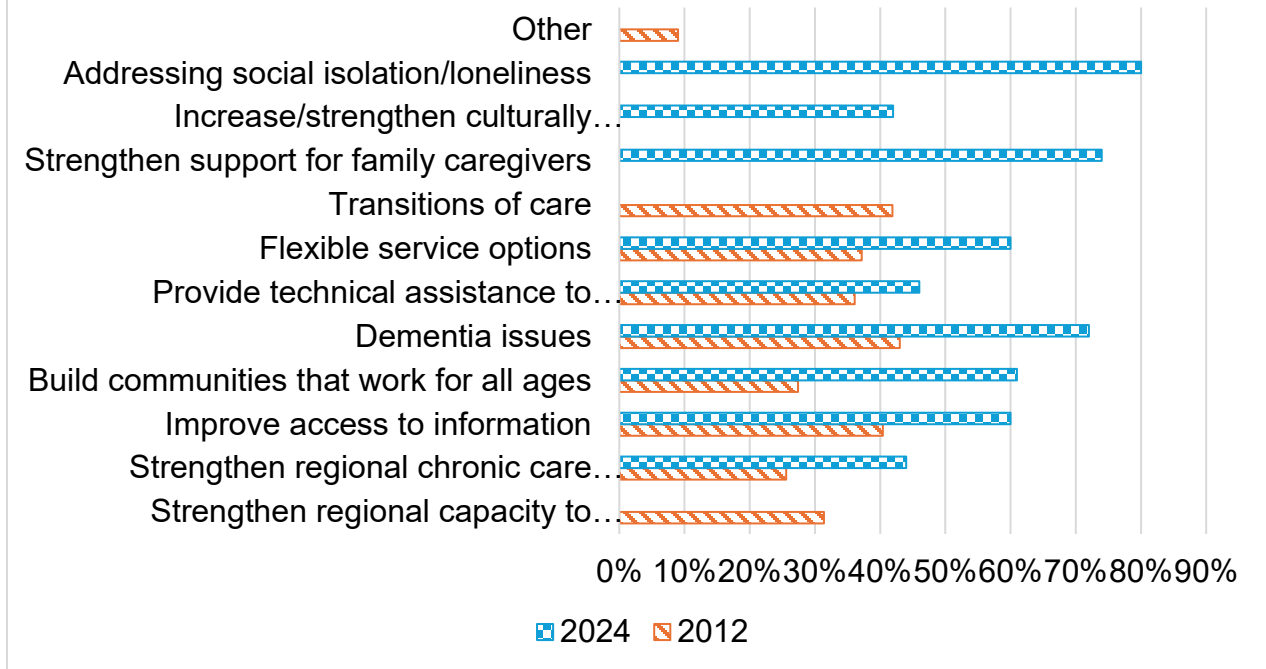 Other
Addressing social isolation/loneliness
Increase/strengthen culturally…
Strengthen support for family caregivers
Transitions of care
Flexible service options
Provide technical assistance to…
Dementia issues
Build communities that work for all ages
Improve access to information
Strengthen regional chronic care…
Strengthen regional capacity to…
0% 10% 20% 30% 40% 50% 60% 70% 80% 90%
2024 2012